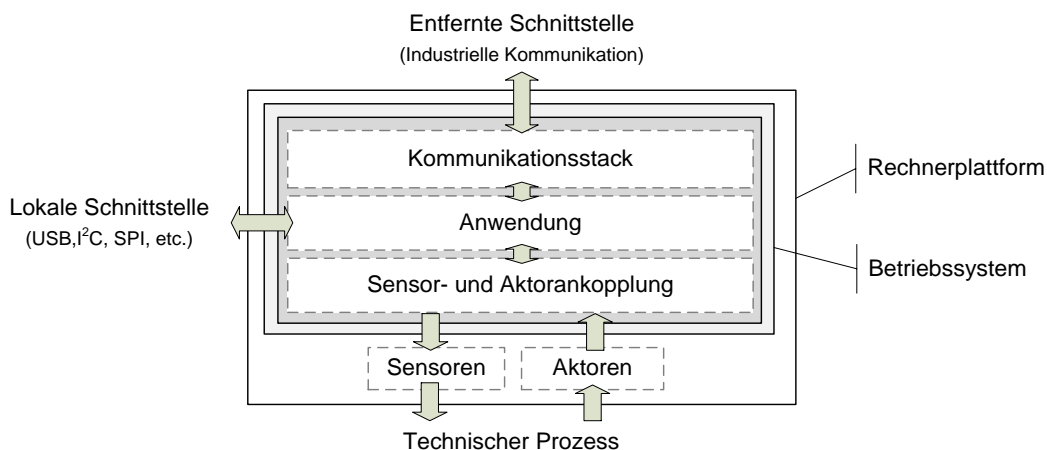 Entfernte Schnittstelle
(Industrielle Kommunikation)
Kommunikationsstack
Rechnerplattform
Lokale Schnittstelle
(USB,I²C, SPI, etc.)
Anwendung
Betriebssystem
Sensor- und Aktorankopplung
Sensoren
Aktoren
Technischer Prozess